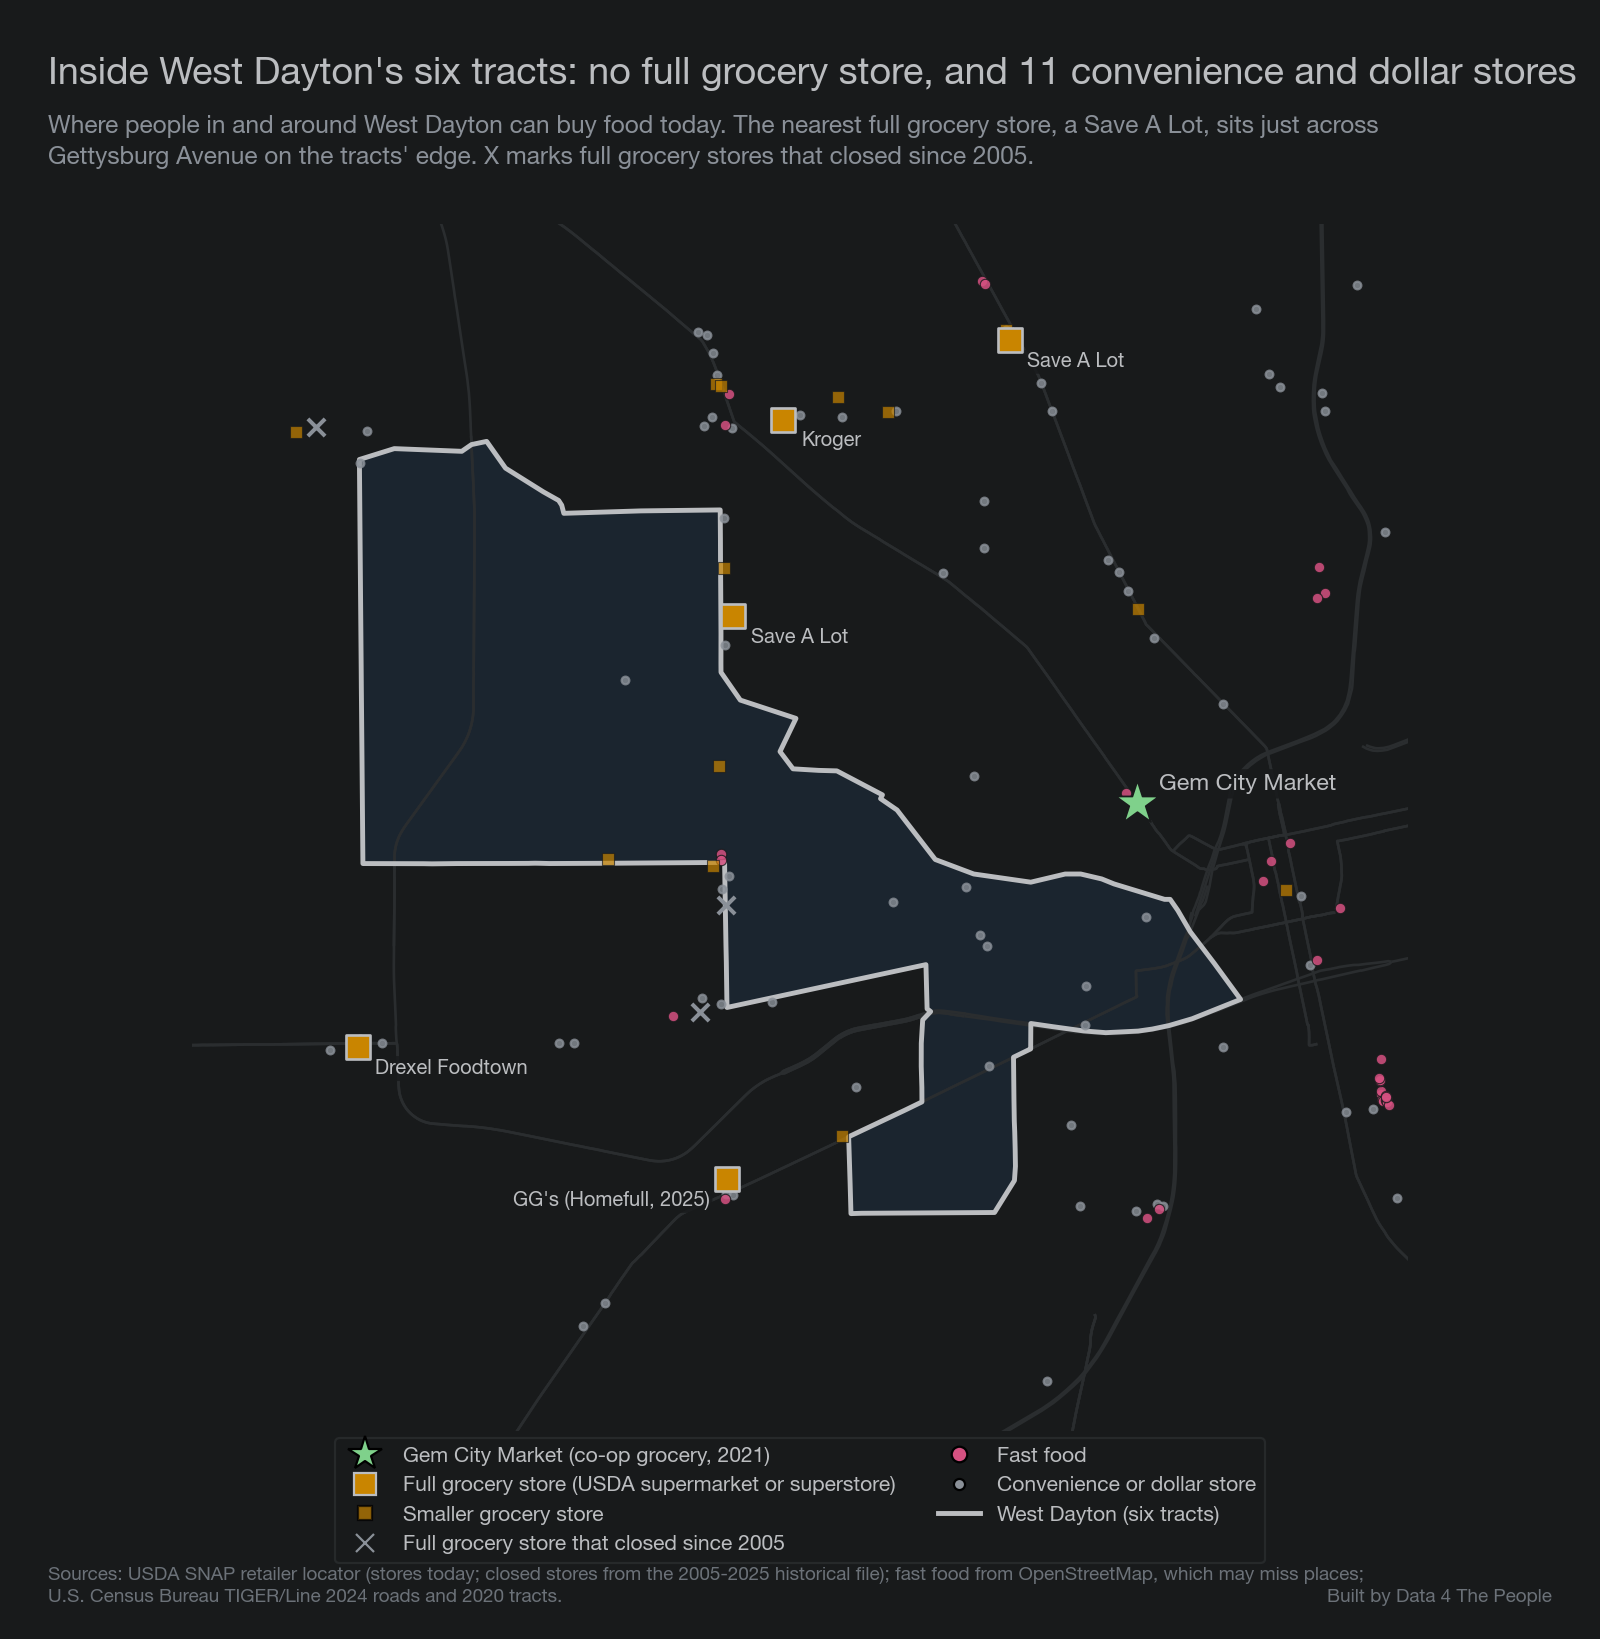 Inside West Dayton's six tracts: no full grocery store, and 11 convenience and dollar stores
Where people in and around West Dayton can buy food today. The nearest full grocery store, a Save A Lot, sits just across
Gettysburg Avenue on the tracts' edge. X marks full grocery stores that closed since 2005.
Save A Lot
Kroger
Save A Lot
Gem City Market
Drexel Foodtown
GG's (Homefull, 2025)
Gem City Market (co-op grocery, 2021)
Full grocery store (USDA supermarket or superstore)
Smaller grocery store
Full grocery store that closed since 2005
Fast food
Convenience or dollar store
West Dayton (six tracts)
Sources: USDA SNAP retailer locator (stores today; closed stores from the 2005-2025 historical file); fast food from OpenStreetMap, which may miss places;
U.S. Census Bureau TIGER/Line 2024 roads and 2020 tracts.
Built by Data 4 The People